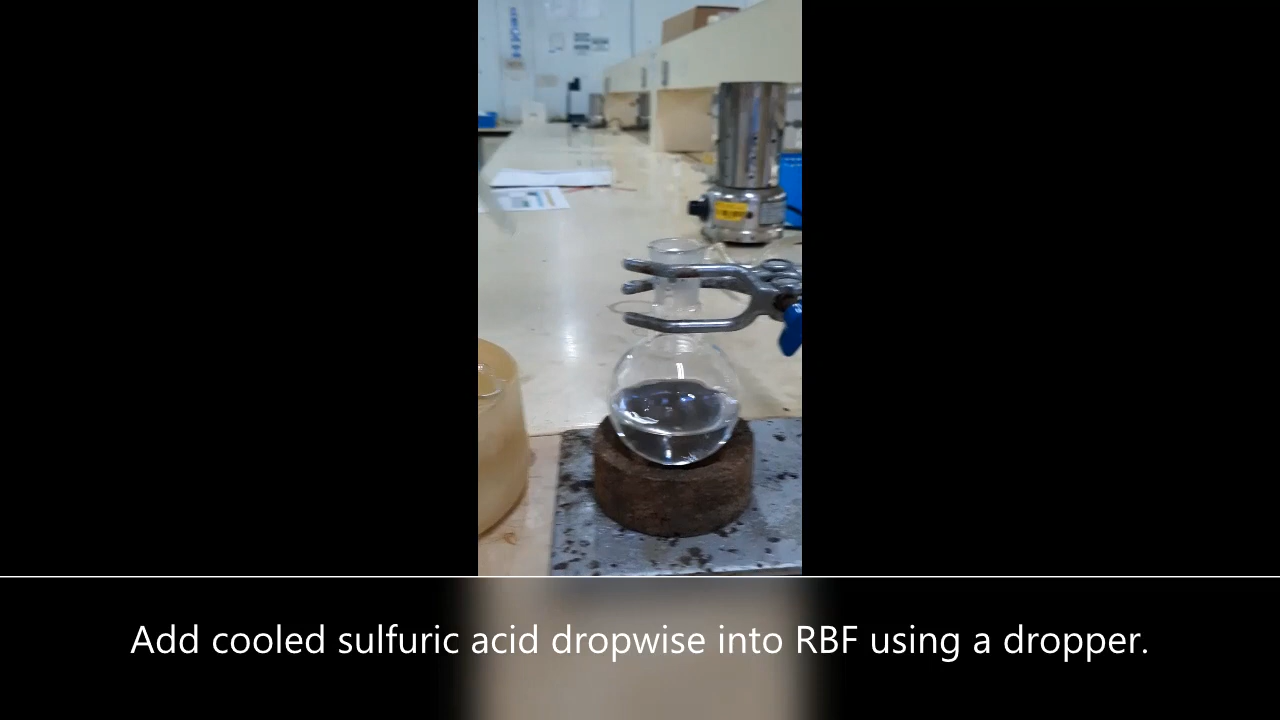 Add cooled sulfuric acid dropwise into RBF using a dropper.